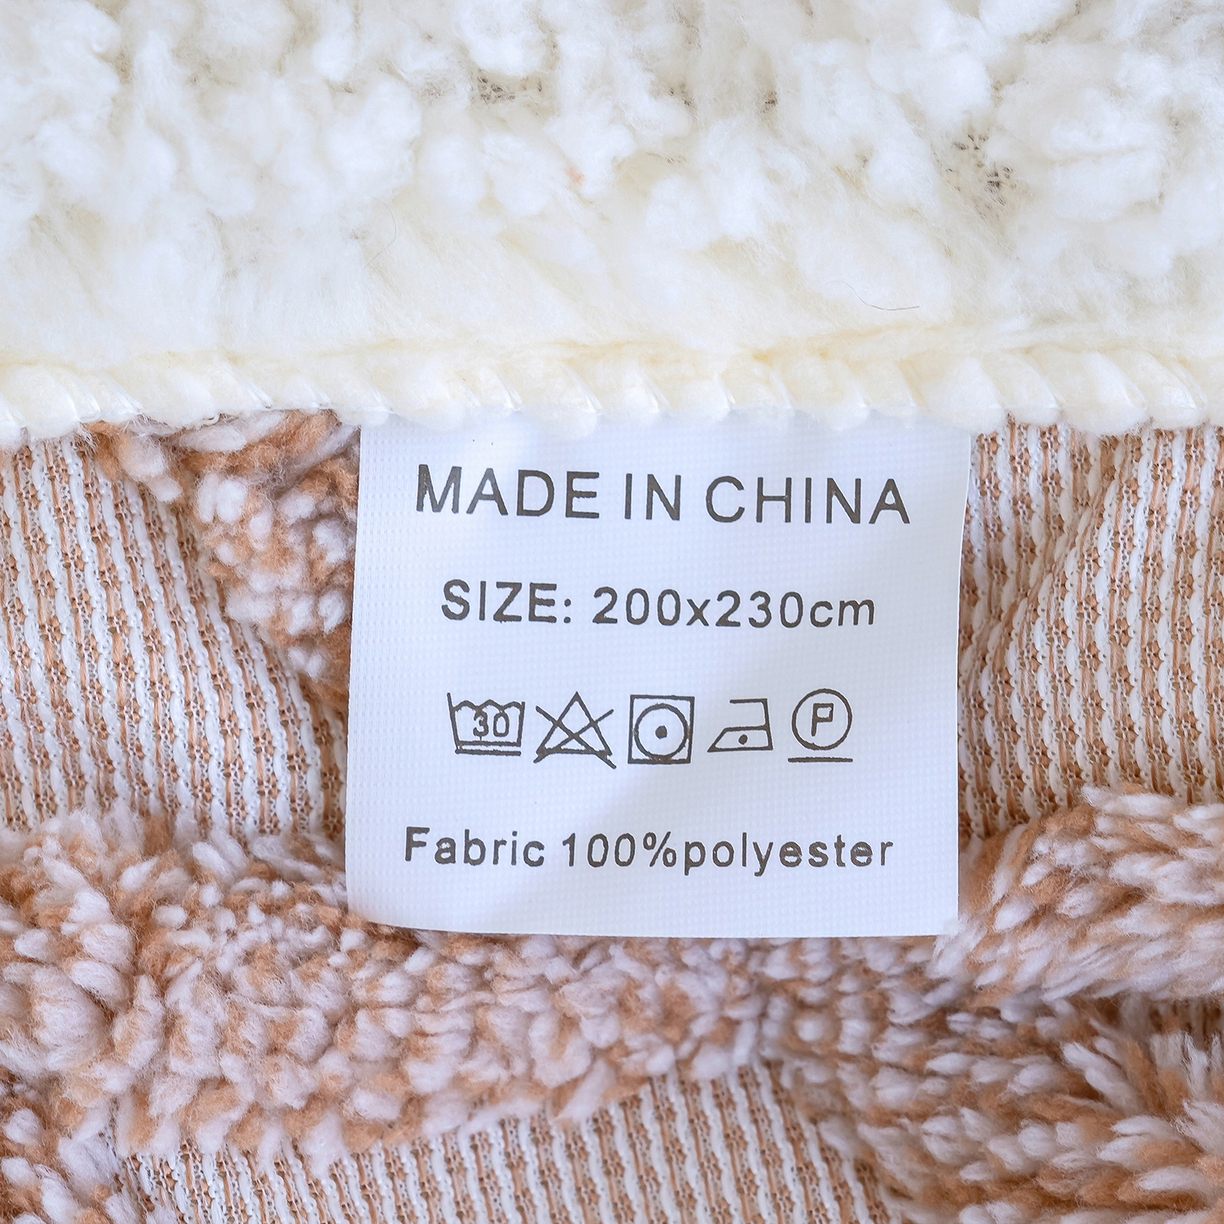 MADE IN CHINA
SIZE: 200x230cm
30 P
Fabric 100%polyester